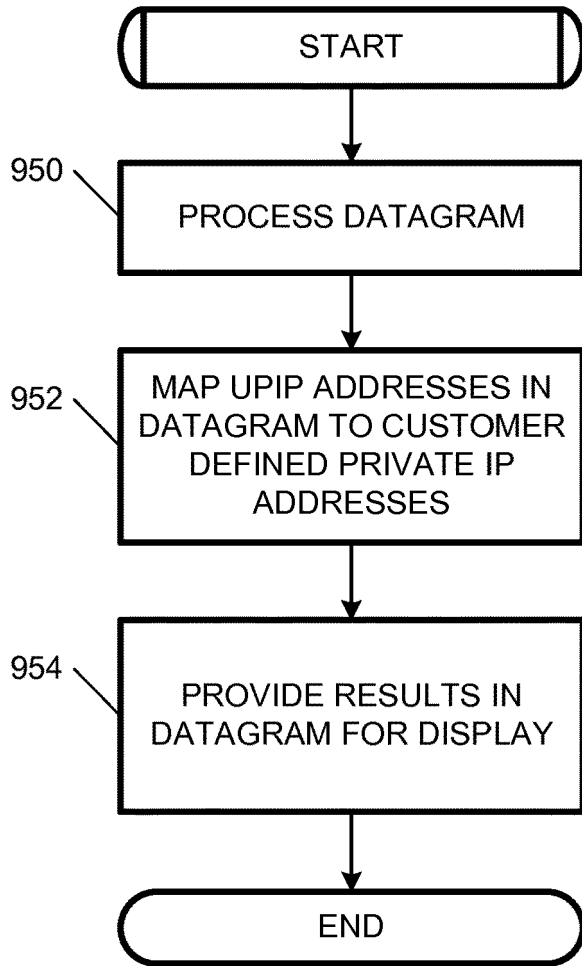 START
950
PROCESS DATAGRAM
952
MAP UPIP ADDRESSES IN
DATAGRAM TO CUSTOMER
DEFINED PRIVATE IP
ADDRESSES
954
PROVIDE RESULTS IN
DATAGRAM FOR DISPLAY
END